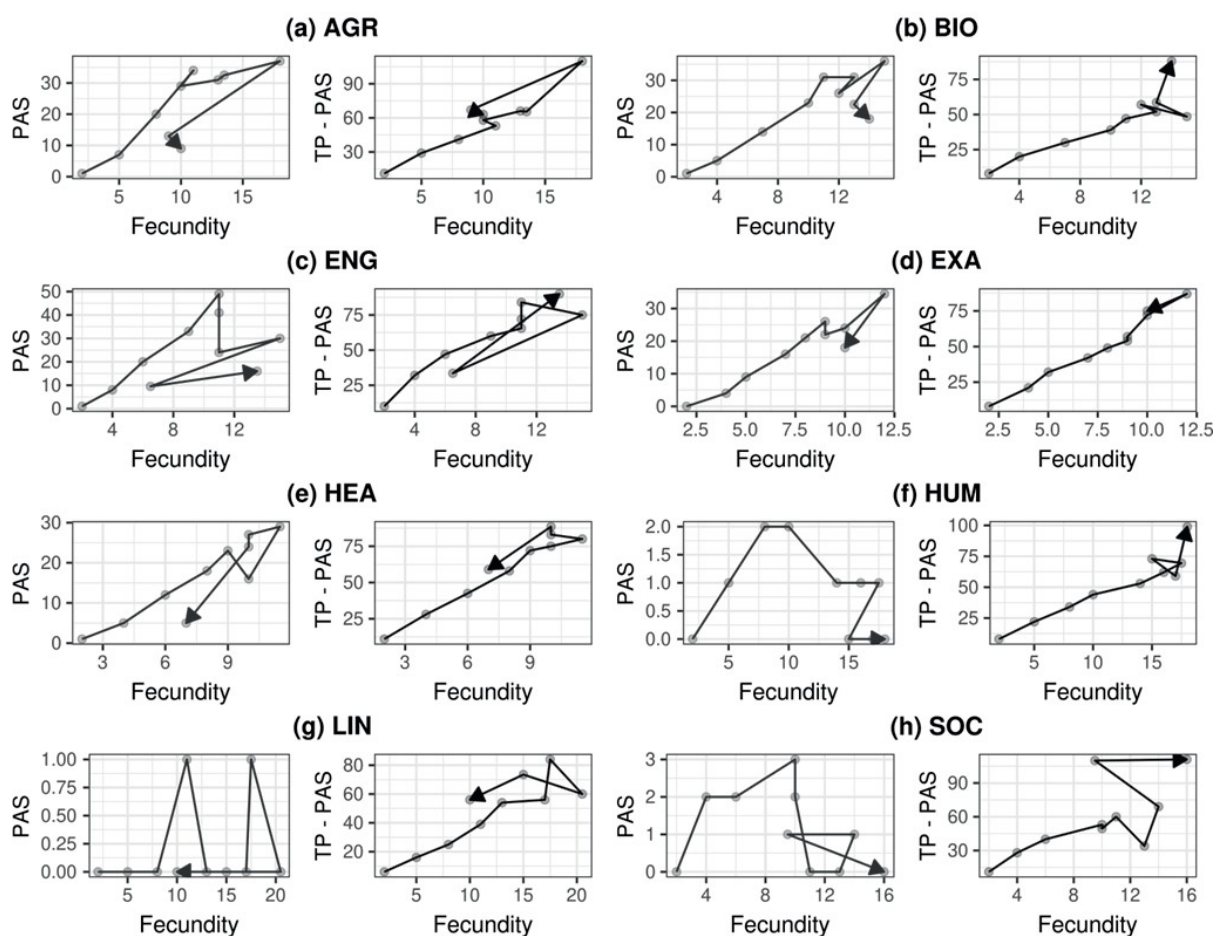 (a) AGR
PAS
30
20
10
0
5
10
15
Fecundity
TP - PAS
90
60
30
5
10
15
Fecundity
(b) BIO
PAS
30
20
10
0
4
8
12
Fecundity
TP - PAS
75
50
25
4
8
12
Fecundity
(c) ENG
PAS
50
40
30
20
10
0
4
8
12
Fecundity
TP - PAS
75
50
25
4
8
12
Fecundity
(d) EXA
PAS
30
20
10
0
2.5
5.0
7.5
10.0
12.5
Fecundity
TP - PAS
75
50
25
2.5
5.0
7.5
10.0
12.5
Fecundity
(e) HEA
PAS
30
20
10
0
3
6
9
Fecundity
TP - PAS
75
50
25
3
6
9
Fecundity
(f) HUM
PAS
2.0
1.5
1.0
0.5
0.0
5
10
15
Fecundity
TP - PAS
100
75
50
25
5
10
15
Fecundity
(g) LIN
PAS
1.00
0.75
0.50
0.25
0.00
5
10
15
20
Fecundity
TP - PAS
80
60
40
20
5
10
15
20
Fecundity
(h) SOC
PAS
3
2
1
0
4
8
12
16
Fecundity
TP - PAS
90
60
30
4
8
12
16
Fecundity